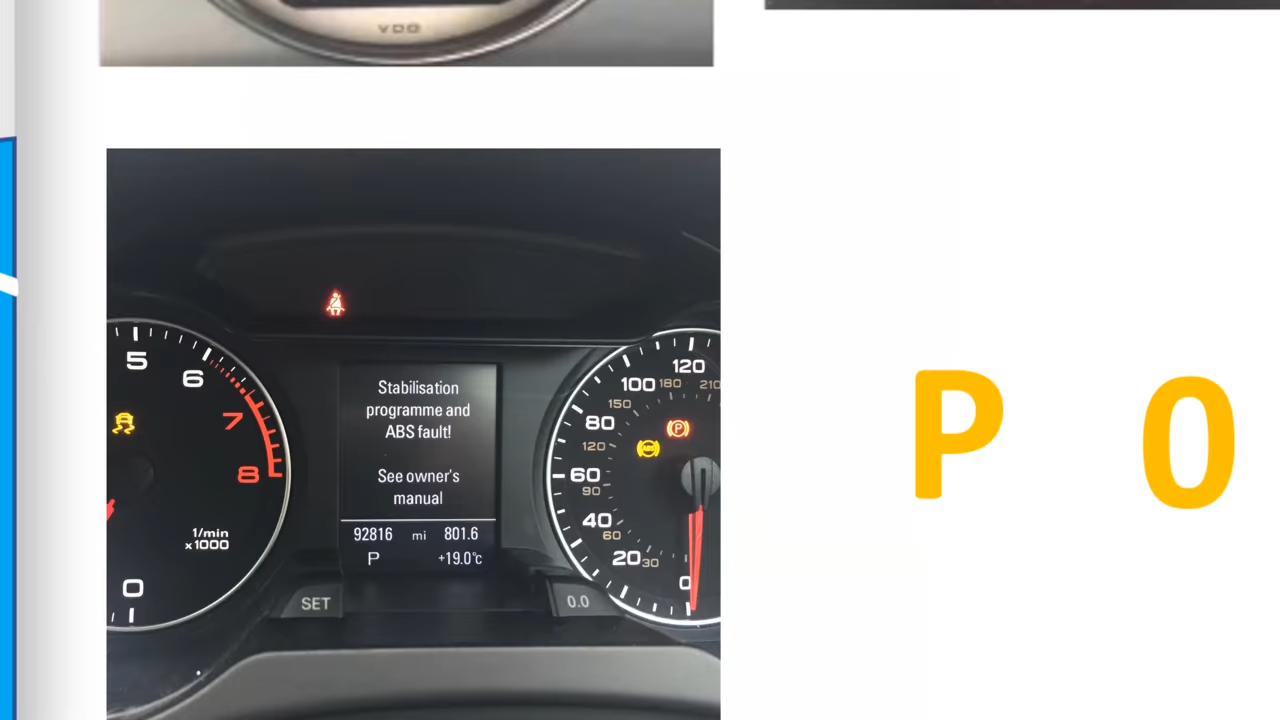 VDO
5
6
7
8
1/min
x1000
0
SET
Stabilisation
programme and
ABS fault!
See owner's
manual
92816 mi 801.6
P +19.0°c
0.0
120
100 180 210
150
80
120
60
90
40
60
20 30
0
P
ABS
P 0